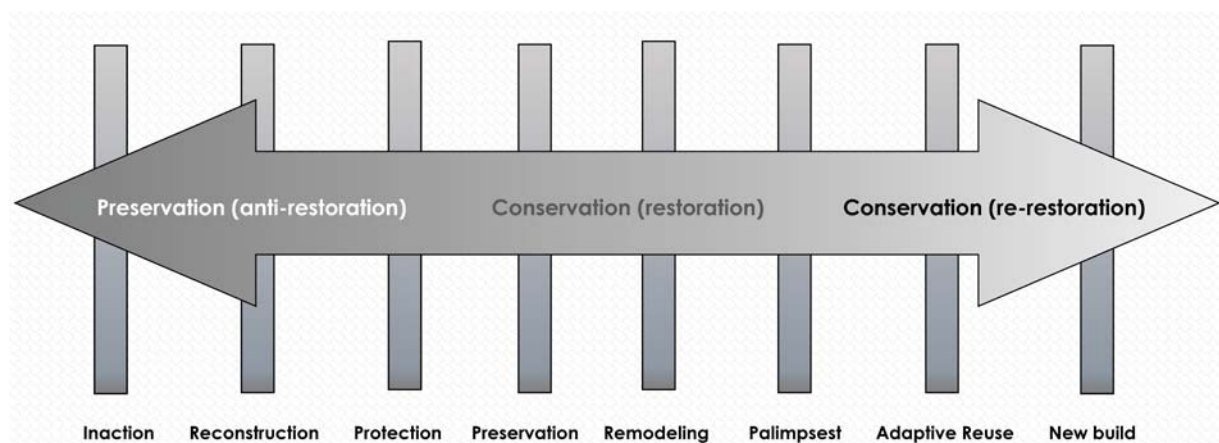 Preservation (anti-restoration) Conservation (restoration) Conservation (re-restoration)
Inaction Reconstruction Protection Preservation Remodeling Palimpsest Adaptive Reuse New build